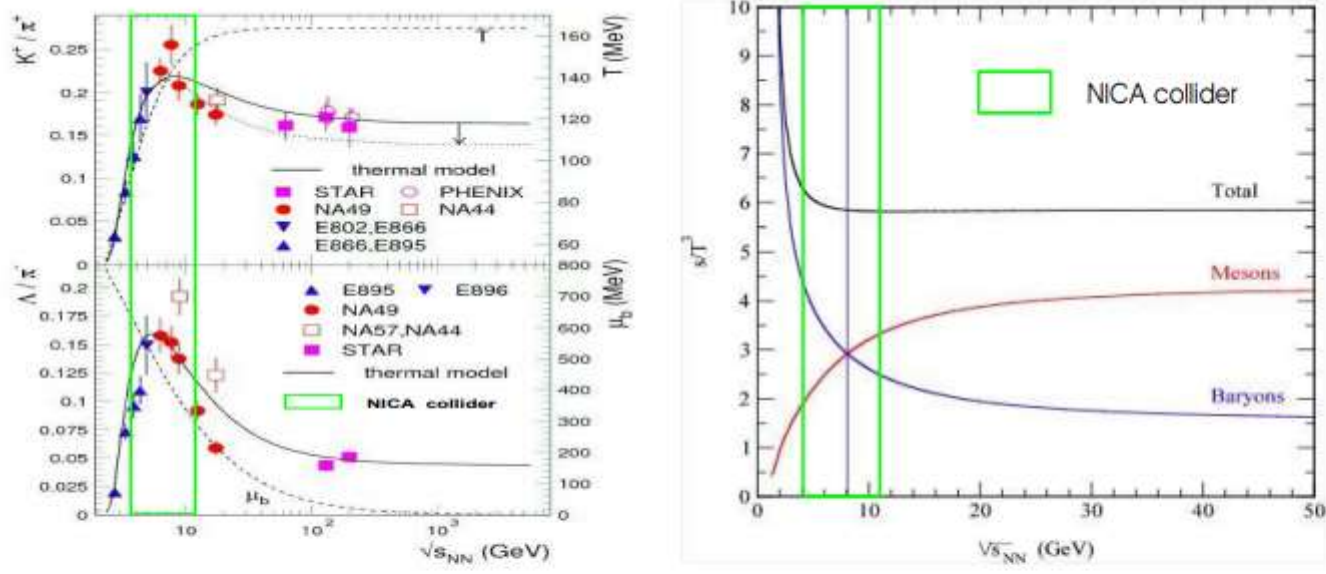 K⁺/π⁺
0.25
0.2
0.15
0.1
0.05
0
160
140
120
100
80
60
T (MeV)
T
thermal model
STAR
PHENIX
NA49
NA44
E802,E866
E866,E895
Λ/π⁻
0.2
0.175
0.15
0.125
0.1
0.075
0.05
0.025
0
800
700
600
500
400
300
200
100
0
μb (MeV)
E895
E896
NA49
NA57,NA44
STAR
thermal model
NICA collider
μb
10
10²
10³
√sNN (GeV)
10
9
8
7
6
5
4
3
2
1
0
s/T³
NICA collider
Total
Mesons
Baryons
0
10
20
30
40
50
√sNN (GeV)